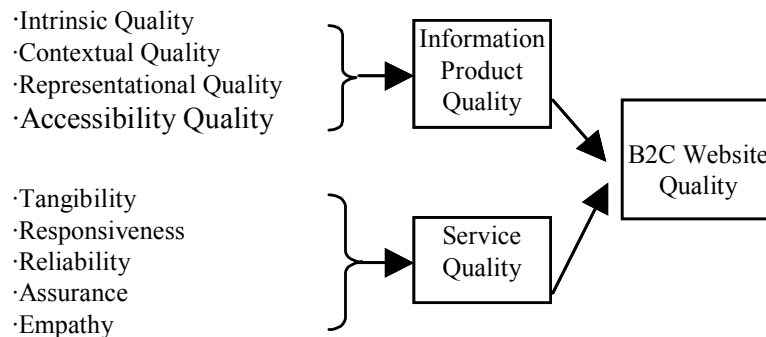 ·Intrinsic Quality
·Contextual Quality
·Representational Quality
·Accessibility Quality
Information
Product
Quality
B2C Website
Quality
·Tangibility
·Responsiveness
·Reliability
·Assurance
·Empathy
Service
Quality